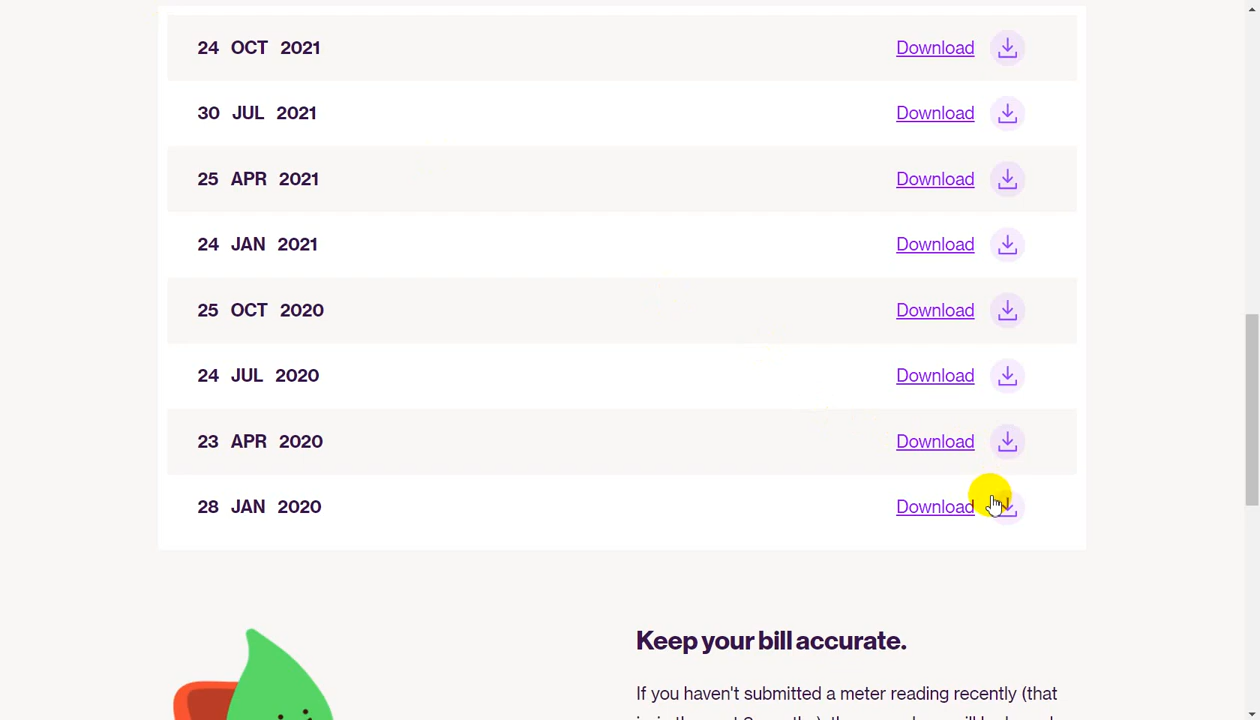 24 OCT 2021 Download
30 JUL 2021 Download
25 APR 2021 Download
24 JAN 2021 Download
25 OCT 2020 Download
24 JUL 2020 Download
23 APR 2020 Download
28 JAN 2020 Download
Keep your bill accurate.
If you haven't submitted a meter reading recently (that